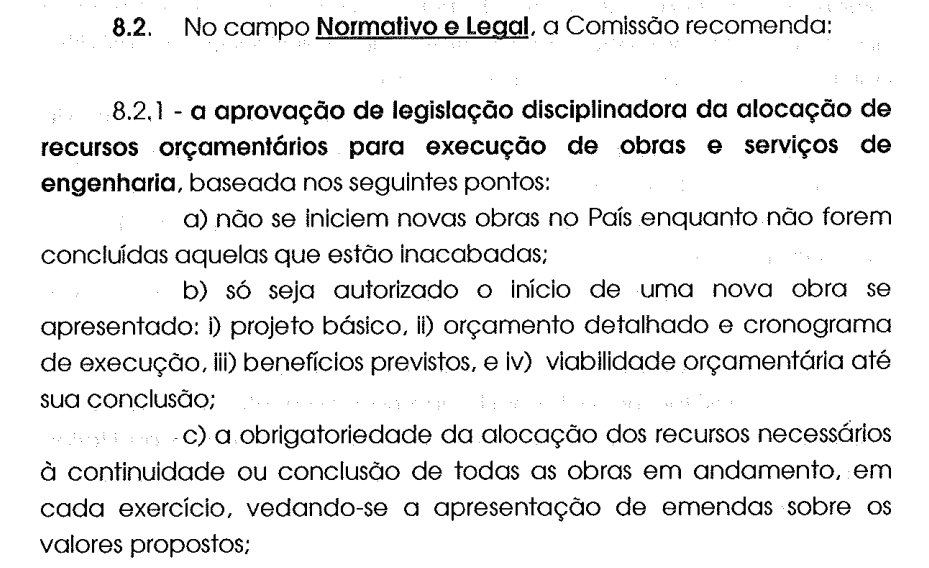 8.2. No campo Normativo e Legal, a Comissão recomenda:
8.2.1 - a aprovação de legislação disciplinadora da alocação de
recursos orçamentários para execução de obras e serviços de
engenharia, baseada nos seguintes pontos:
a) não se iniciem novas obras no País enquanto não forem
concluídas aquelas que estão inacabadas;
b) só seja autorizado o início de uma nova obra se
apresentado: i) projeto básico, ii) orçamento detalhado e cronograma
de execução, iii) benefícios previstos, e iv) viabilidade orçamentária até
sua conclusão;
c) a obrigatoriedade da alocação dos recursos necessários
à continuidade ou conclusão de todas as obras em andamento, em
cada exercício, vedando-se a apresentação de emendas sobre os
valores propostos;